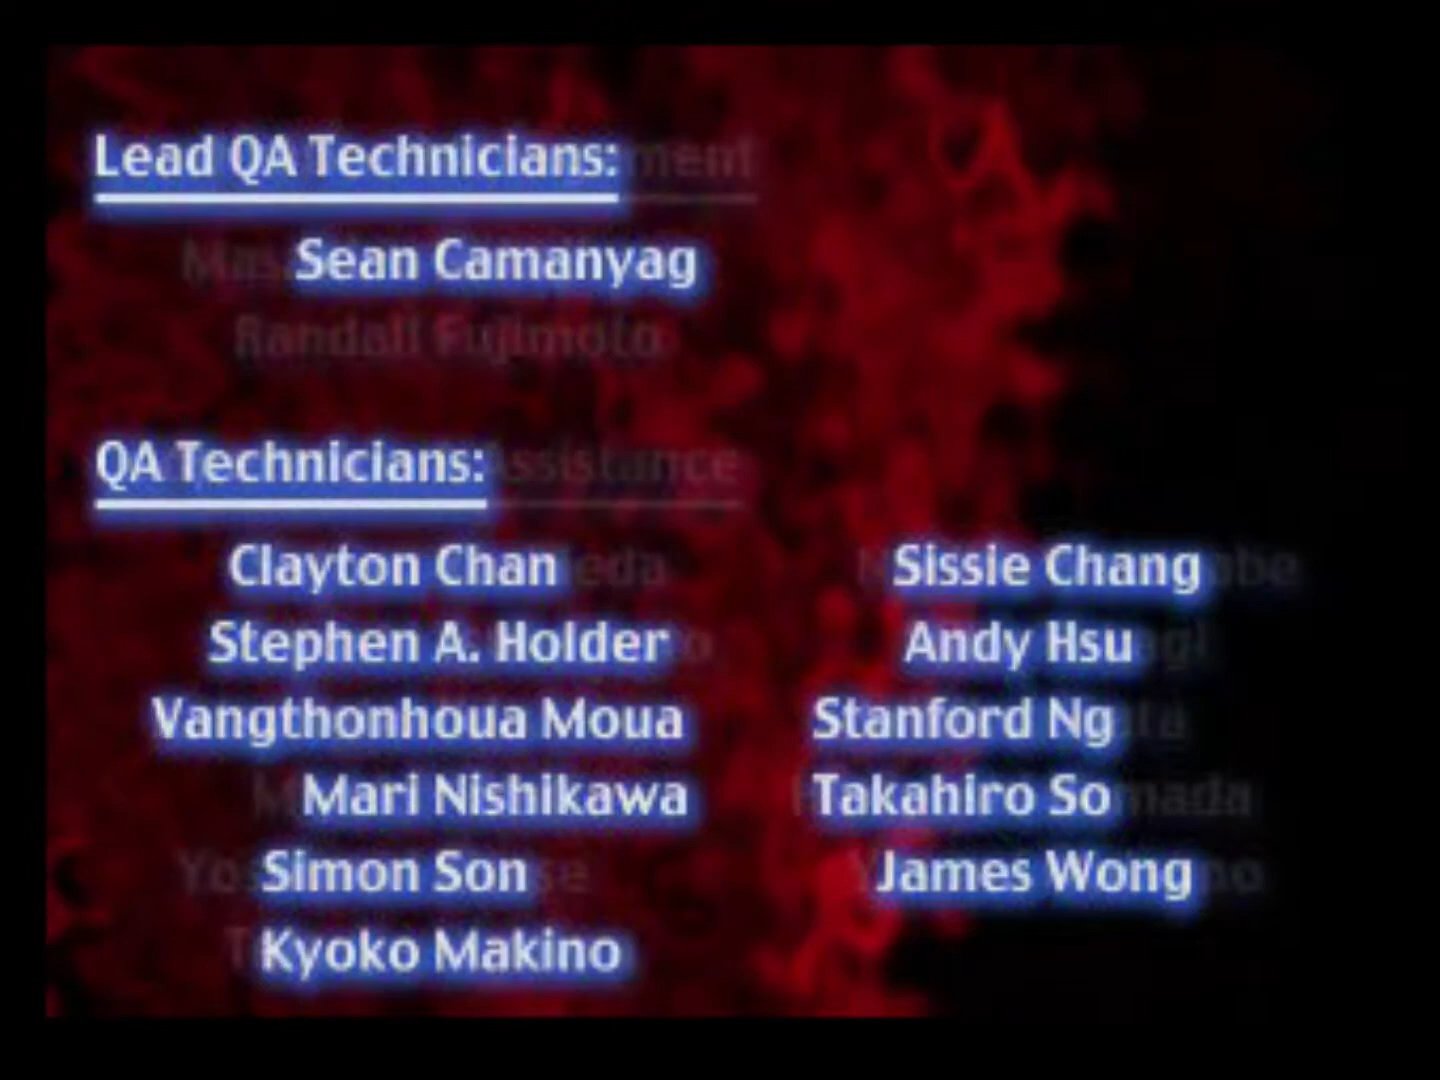 Lead QA Technicians:
Sean Camanyag
Randall Fujimoto
QA Technicians:
Assistance
Clayton Chan
Sissie Chang
Stephen A. Holder
Andy Hsu
Vangthonhoua Moua
Stanford Ng
Mari Nishikawa
Takahiro So
Simon Son
James Wong
Kyoko Makino